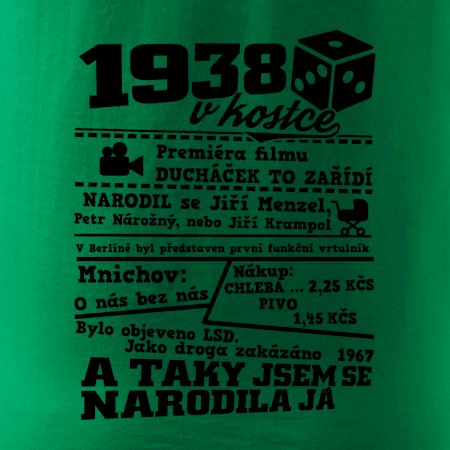 1938
v kostce
Premiéra filmu
DUCHÁČEK TO ZAŘÍDÍ
NARODIL se Jiří Menzel,
Petr Nárožný, nebo Jiří Krampol
V Berlíně byl představen první funkční vrtulník
Mnichov:
O nás bez nás
Nákup:
CHLEBA ... 2,25 KČS
PIVO
1,45 KČS
Bylo objeveno LSD.
Jako droga zakázáno 1967
A TAKY JSEM SE
NARODILA JÁ